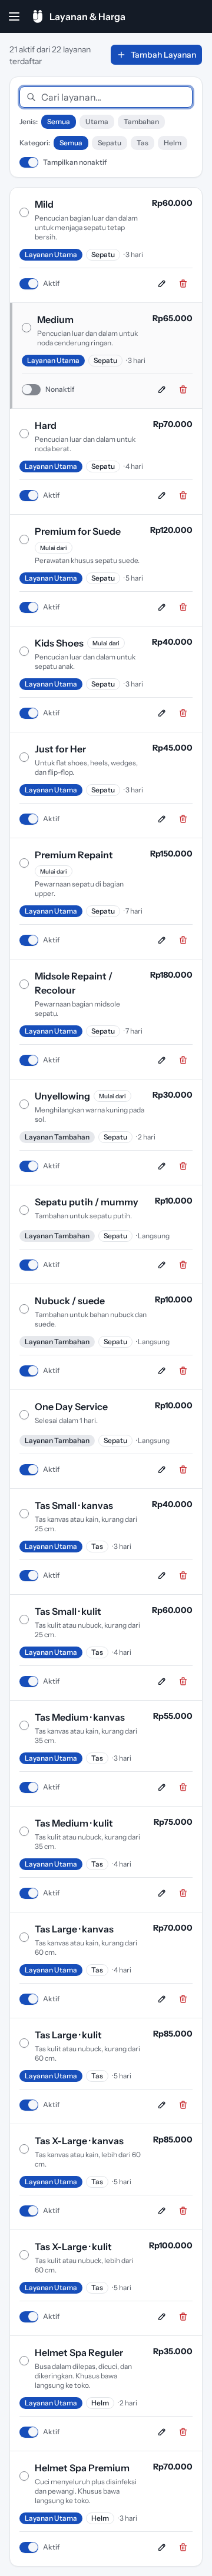 Layanan & Harga
21 aktif dari 22 layanan
terdaftar
+ Tambah Layanan
Cari layanan...
Jenis: Semua Utama Tambahan
Kategori: Semua Sepatu Tas Helm
Tampilkan nonaktif
Mild Rp60.000
Pencucian bagian luar dan dalam
untuk menjaga sepatu tetap
bersih.
Layanan Utama Sepatu · 3 hari
Aktif
Medium Rp65.000
Pencucian luar dan dalam untuk
noda cenderung ringan.
Layanan Utama Sepatu · 3 hari
Nonaktif
Hard Rp70.000
Pencucian luar dan dalam untuk
noda berat.
Layanan Utama Sepatu · 4 hari
Aktif
Premium for Suede Rp120.000
Mulai dari
Perawatan khusus sepatu suede.
Layanan Utama Sepatu · 5 hari
Aktif
Kids Shoes Mulai dari Rp40.000
Pencucian luar dan dalam untuk
sepatu anak.
Layanan Utama Sepatu · 3 hari
Aktif
Just for Her Rp45.000
Untuk flat shoes, heels, wedges,
dan flip-flop.
Layanan Utama Sepatu · 3 hari
Aktif
Premium Repaint Rp150.000
Mulai dari
Pewarnaan sepatu di bagian
upper.
Layanan Utama Sepatu · 7 hari
Aktif
Midsole Repaint / Rp180.000
Recolour
Pewarnaan bagian midsole
sepatu.
Layanan Utama Sepatu · 7 hari
Aktif
Unyellowing Mulai dari Rp30.000
Menghilangkan warna kuning pada
sol.
Layanan Tambahan Sepatu · 2 hari
Aktif
Sepatu putih / mummy Rp10.000
Tambahan untuk sepatu putih.
Layanan Tambahan Sepatu · Langsung
Aktif
Nubuck / suede Rp10.000
Tambahan untuk bahan nubuck dan
suede.
Layanan Tambahan Sepatu · Langsung
Aktif
One Day Service Rp10.000
Selesai dalam 1 hari.
Layanan Tambahan Sepatu · Langsung
Aktif
Tas Small · kanvas Rp40.000
Tas kanvas atau kain, kurang dari
25 cm.
Layanan Utama Tas · 3 hari
Aktif
Tas Small · kulit Rp60.000
Tas kulit atau nubuck, kurang dari
25 cm.
Layanan Utama Tas · 4 hari
Aktif
Tas Medium · kanvas Rp55.000
Tas kanvas atau kain, kurang dari
35 cm.
Layanan Utama Tas · 3 hari
Aktif
Tas Medium · kulit Rp75.000
Tas kulit atau nubuck, kurang dari
35 cm.
Layanan Utama Tas · 4 hari
Aktif
Tas Large · kanvas Rp70.000
Tas kanvas atau kain, kurang dari
60 cm.
Layanan Utama Tas · 4 hari
Aktif
Tas Large · kulit Rp85.000
Tas kulit atau nubuck, kurang dari
60 cm.
Layanan Utama Tas · 5 hari
Aktif
Tas X-Large · kanvas Rp85.000
Tas kanvas atau kain, lebih dari 60
cm.
Layanan Utama Tas · 5 hari
Aktif
Tas X-Large · kulit Rp100.000
Tas kulit atau nubuck, lebih dari
60 cm.
Layanan Utama Tas · 5 hari
Aktif
Helmet Spa Reguler Rp35.000
Busa dalam dilepas, dicuci, dan
dikeringkan. Khusus bawa
langsung ke toko.
Layanan Utama Helm · 2 hari
Aktif
Helmet Spa Premium Rp70.000
Cuci menyeluruh plus disinfeksi
dan pewangi. Khusus bawa
langsung ke toko.
Layanan Utama Helm · 3 hari
Aktif